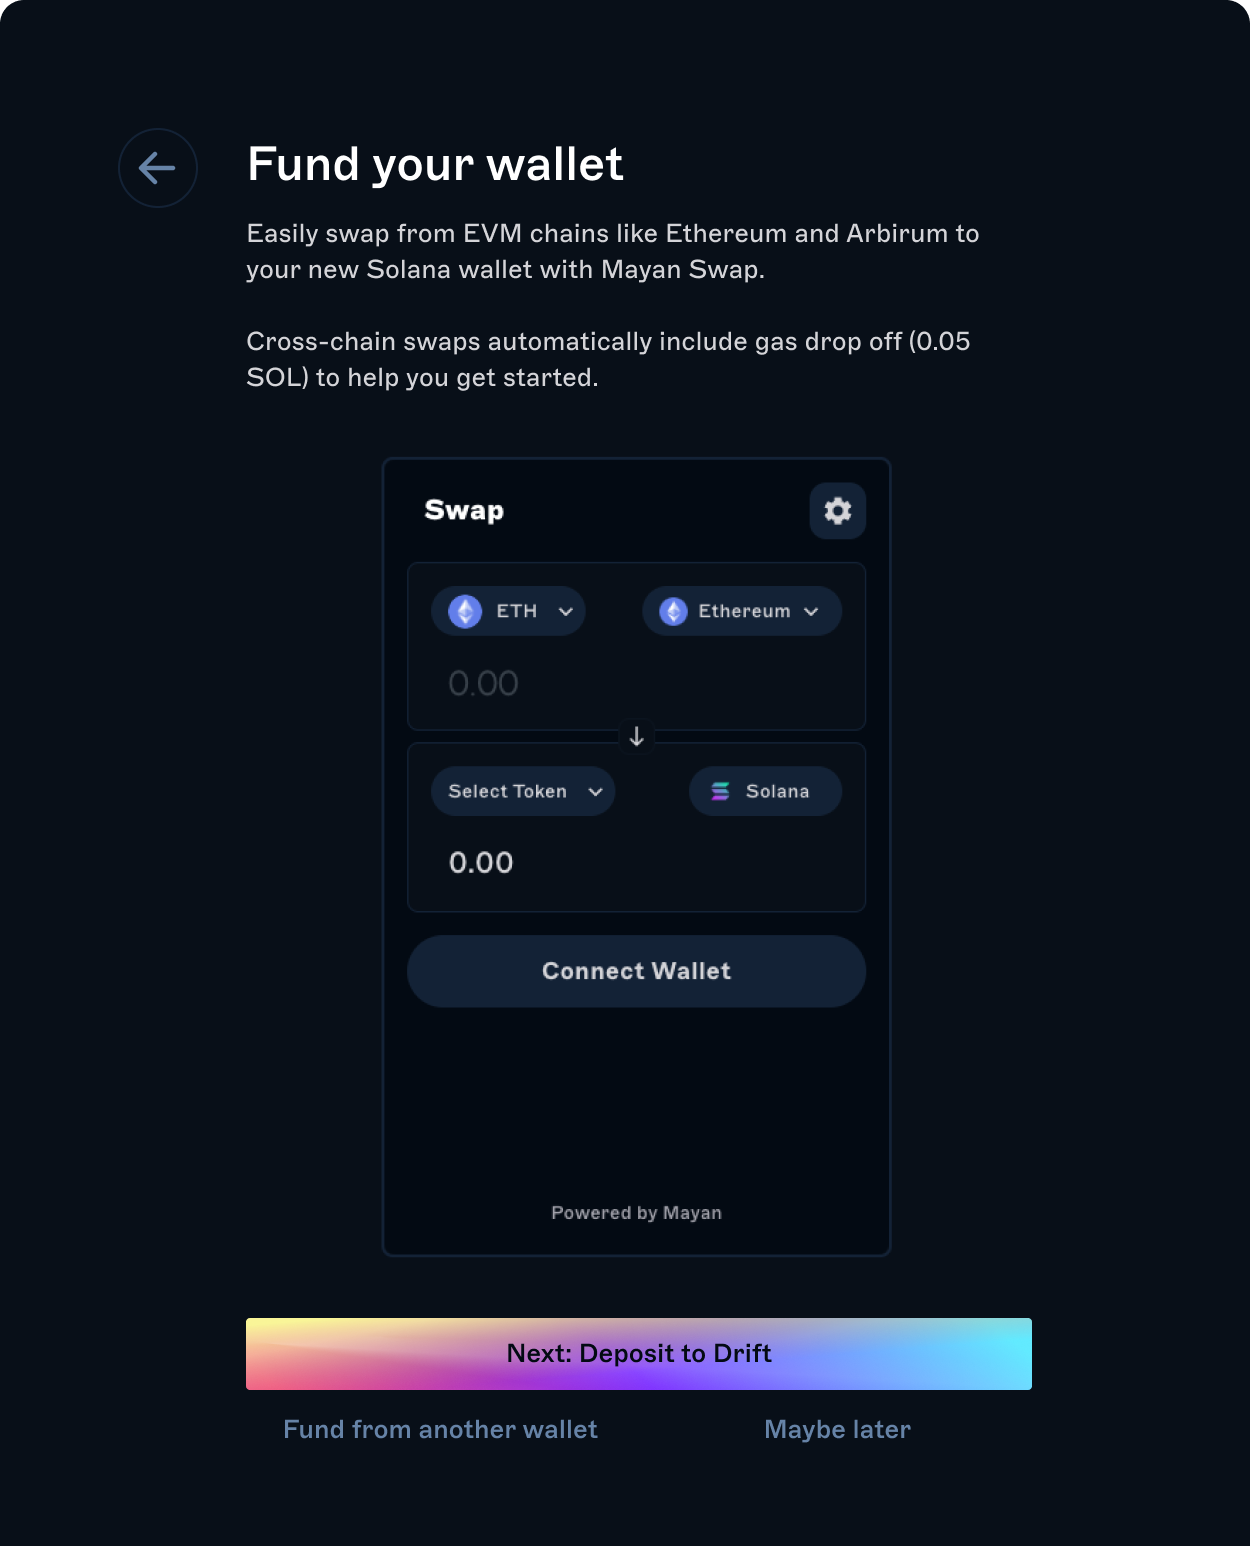 Fund your wallet
Easily swap from EVM chains like Ethereum and Arbirum to
your new Solana wallet with Mayan Swap.
Cross-chain swaps automatically include gas drop off (0.05
SOL) to help you get started.
Swap
ETH
Ethereum
0.00
Select Token
Solana
0.00
Connect Wallet
Powered by Mayan
Next: Deposit to Drift
Fund from another wallet
Maybe later